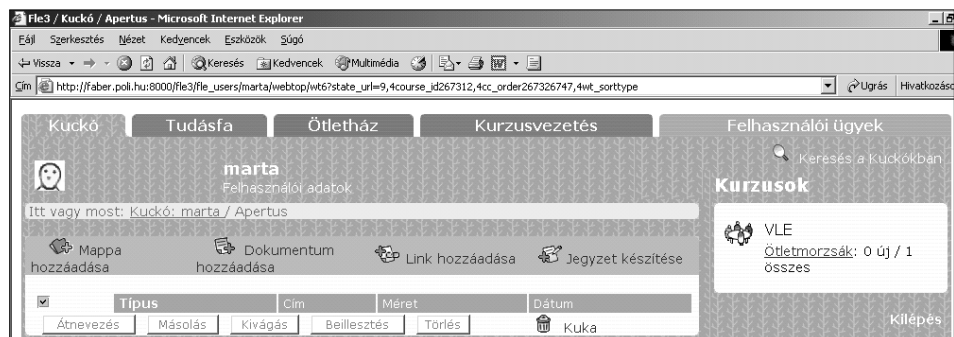 Fle3 / Kuckó / Apertus - Microsoft Internet Explorer
Fájl Szerkesztés Nézet Kedvencek Eszközök Súgó
Vissza Keresés Kedvencek Multimédia
Cím http://faber.poli.hu:8000/fle3/fle_users/marta/webtop/wt6?state_url=9,4course_id267312,4cc_order267326747,4wt_sorttype Ugrás Hivatkozás
Kuckó Tudásfa Ötletház Kurzusvezetés Felhasználói ügyek
Keresés a Kuckókban
marta
Felhasználói adatok
Kurzusok
Itt vagy most: Kuckó: marta / Apertus
VLE
Ötletmorzsák: 0 új / 1
összes
Mappa hozzáadása
Dokumentum hozzáadása
Link hozzáadása
Jegyzet készítése
Típus Cím Méret Dátum
Átnevezés Másolás Kivágás Beillesztés Törlés Kuka
Kilépés